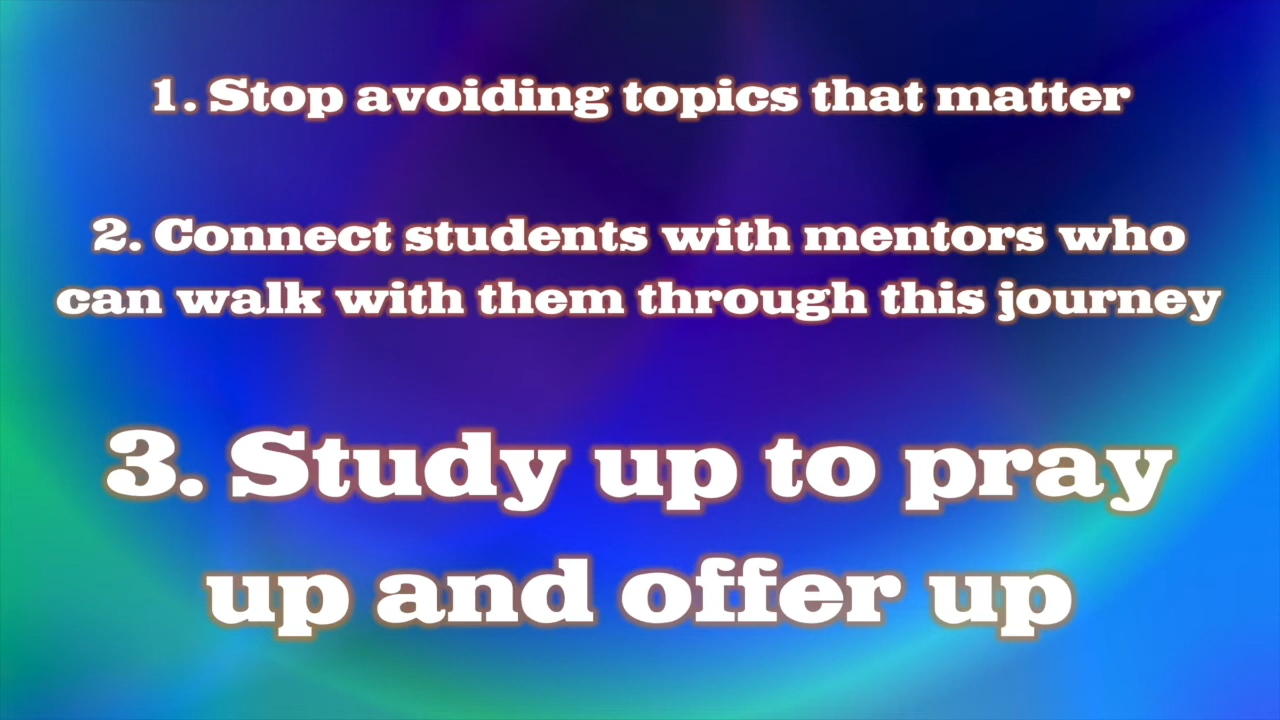 1. Stop avoiding topics that matter
2. Connect students with mentors who
can walk with them through this journey
3. Study up to pray
up and offer up